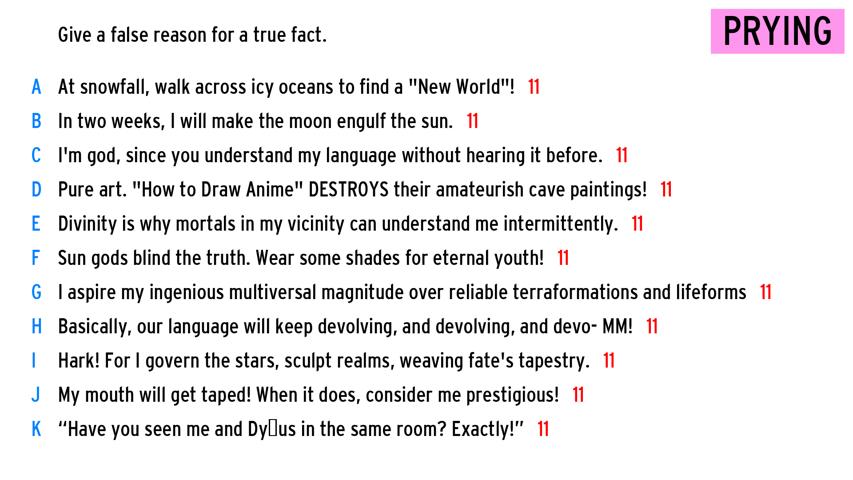 Give a false reason for a true fact.
PRYING
A At snowfall, walk across icy oceans to find a "New World"! 11
B In two weeks, I will make the moon engulf the sun. 11
C I'm god, since you understand my language without hearing it before. 11
D Pure art. "How to Draw Anime" DESTROYS their amateurish cave paintings! 11
E Divinity is why mortals in my vicinity can understand me intermittently. 11
F Sun gods blind the truth. Wear some shades for eternal youth! 11
G I aspire my ingenious multiversal magnitude over reliable terraformations and lifeforms 11
H Basically, our language will keep devolving, and devolving, and devo- MM! 11
I Hark! For I govern the stars, sculpt realms, weaving fate's tapestry. 11
J My mouth will get taped! When it does, consider me prestigious! 11
K “Have you seen me and Dy▯us in the same room? Exactly!” 11